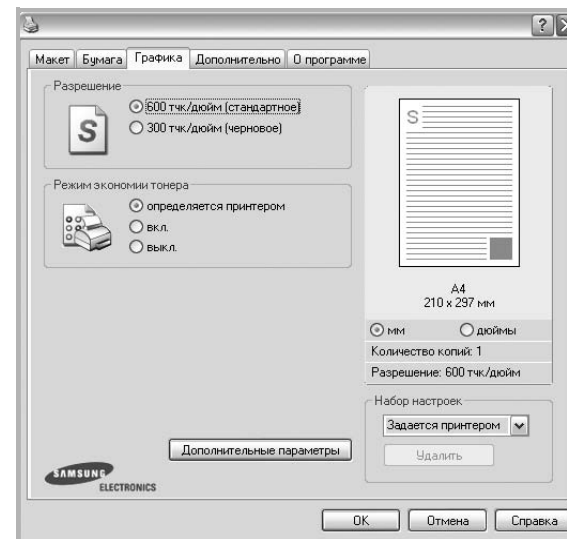 Макет Бумага Графика Дополнительно О программе
Разрешение
S
600 тчк/дюйм (стандартное)
300 тчк/дюйм (черновое)
Режим экономии тонера
определяется принтером
вкл.
выкл.
S
A4
210 x 297 мм
мм дюймы
Количество копий: 1
Разрешение: 600 тчк/дюйм
Набор настроек
Задается принтером
Удалить
Дополнительные параметры
SAMSUNG
ELECTRONICS
OK Отмена Справка